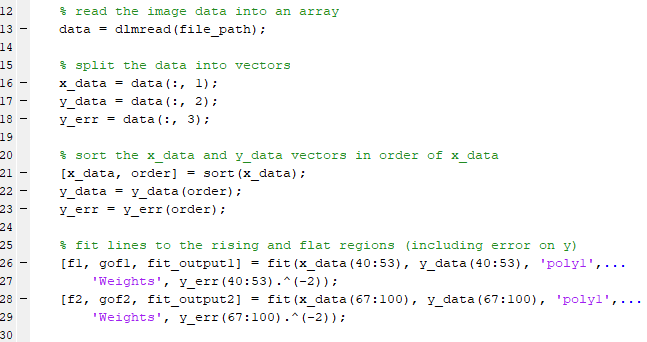 12 % read the image data into an array
13 – data = dlmread(file_path);
14
15 % split the data into vectors
16 – x_data = data(:, 1);
17 – y_data = data(:, 2);
18 – y_err = data(:, 3);
19
20 % sort the x_data and y_data vectors in order of x_data
21 – [x_data, order] = sort(x_data);
22 – y_data = y_data(order);
23 – y_err = y_err(order);
24
25 % fit lines to the rising and flat regions (including error on y)
26 – [f1, gof1, fit_output1] = fit(x_data(40:53), y_data(40:53), 'poly1',...
27 'Weights', y_err(40:53).^(-2));
28 – [f2, gof2, fit_output2] = fit(x_data(67:100), y_data(67:100), 'poly1',...
29 'Weights', y_err(67:100).^(-2));
30